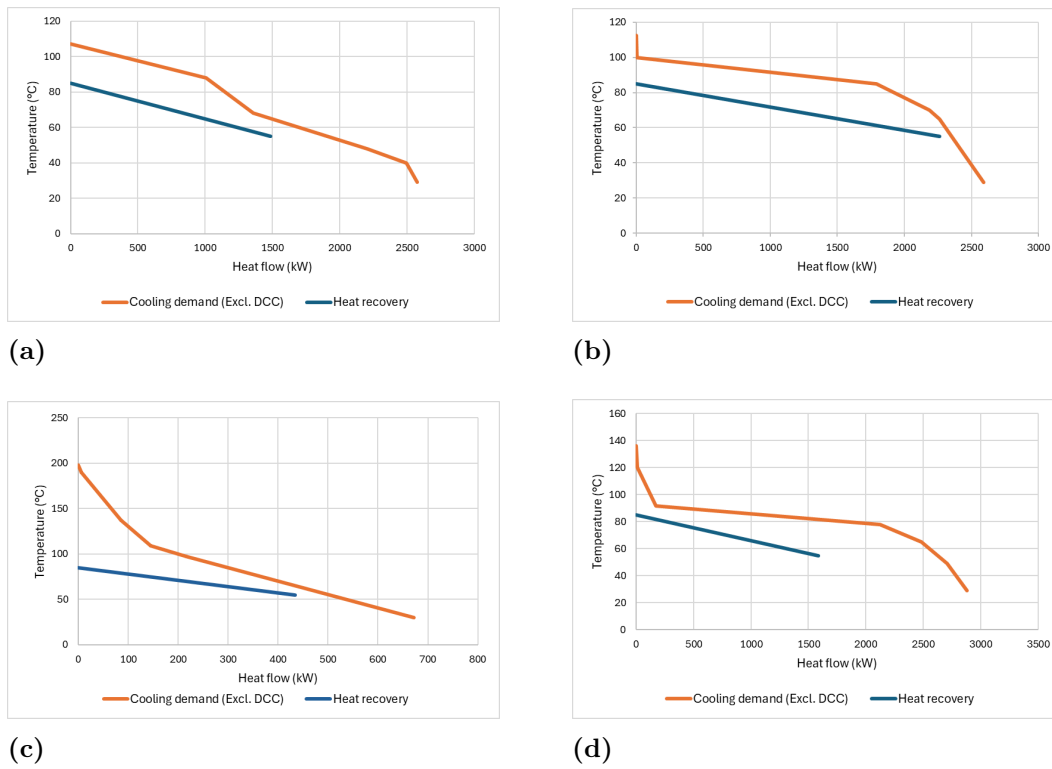 120
100
80
60
40
20
0
Temperature (°C)
0 500 1000 1500 2000 2500 3000
Heat flow (kW)
Cooling demand (Excl. DCC) Heat recovery
(a)
120
100
80
60
40
20
0
Temperature (°C)
0 500 1000 1500 2000 2500 3000
Heat flow (kW)
Cooling demand (Excl. DCC) Heat recovery
(b)
250
200
150
100
50
0
Temperature (°C)
0 100 200 300 400 500 600 700 800
Heat flow (kW)
Cooling demand (Excl. DCC) Heat recovery
(c)
160
140
120
100
80
60
40
20
0
Temperature (°C)
0 500 1000 1500 2000 2500 3000 3500
Heat flow (kW)
Cooling demand (Excl. DCC) Heat recovery
(d)